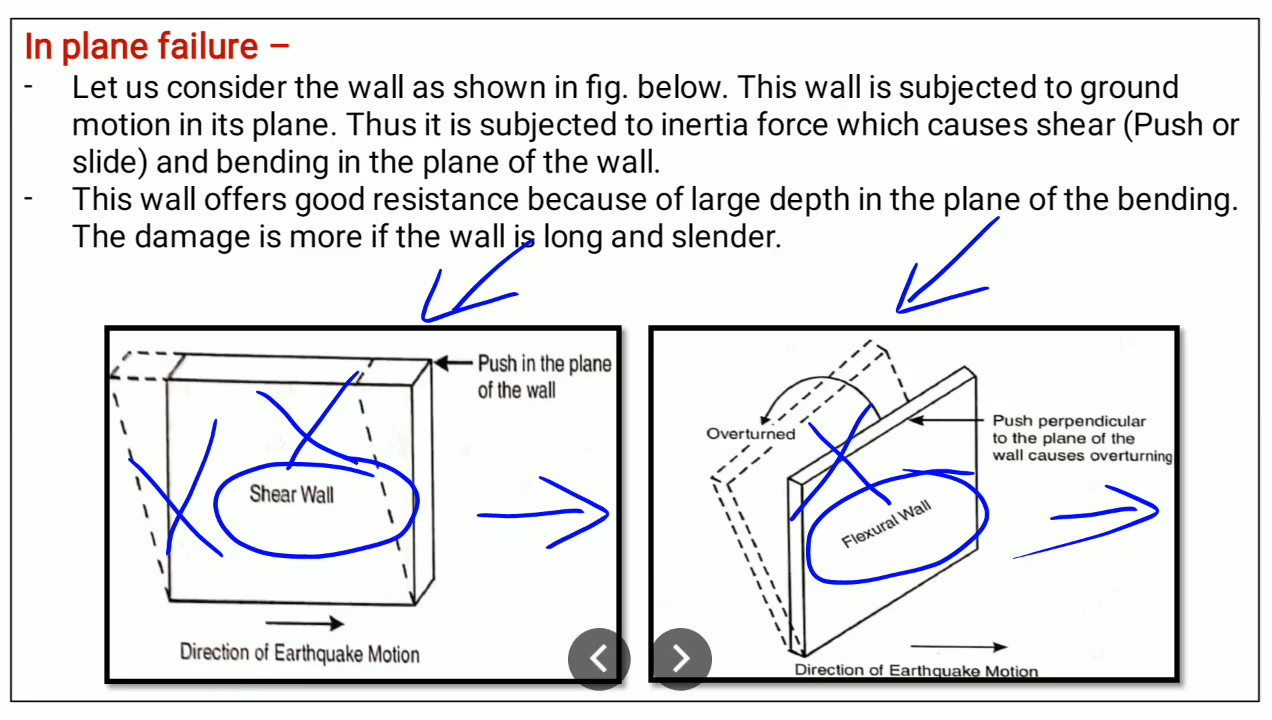 In plane failure –
- Let us consider the wall as shown in fig. below. This wall is subjected to ground
motion in its plane. Thus it is subjected to inertia force which causes shear (Push or
slide) and bending in the plane of the wall.
- This wall offers good resistance because of large depth in the plane of the bending.
The damage is more if the wall is long and slender.
Push in the plane
of the wall
Shear Wall
Direction of Earthquake Motion
Overturned
Push perpendicular
to the plane of the
wall causes overturning
Flexural Wall
Direction of Earthquake Motion